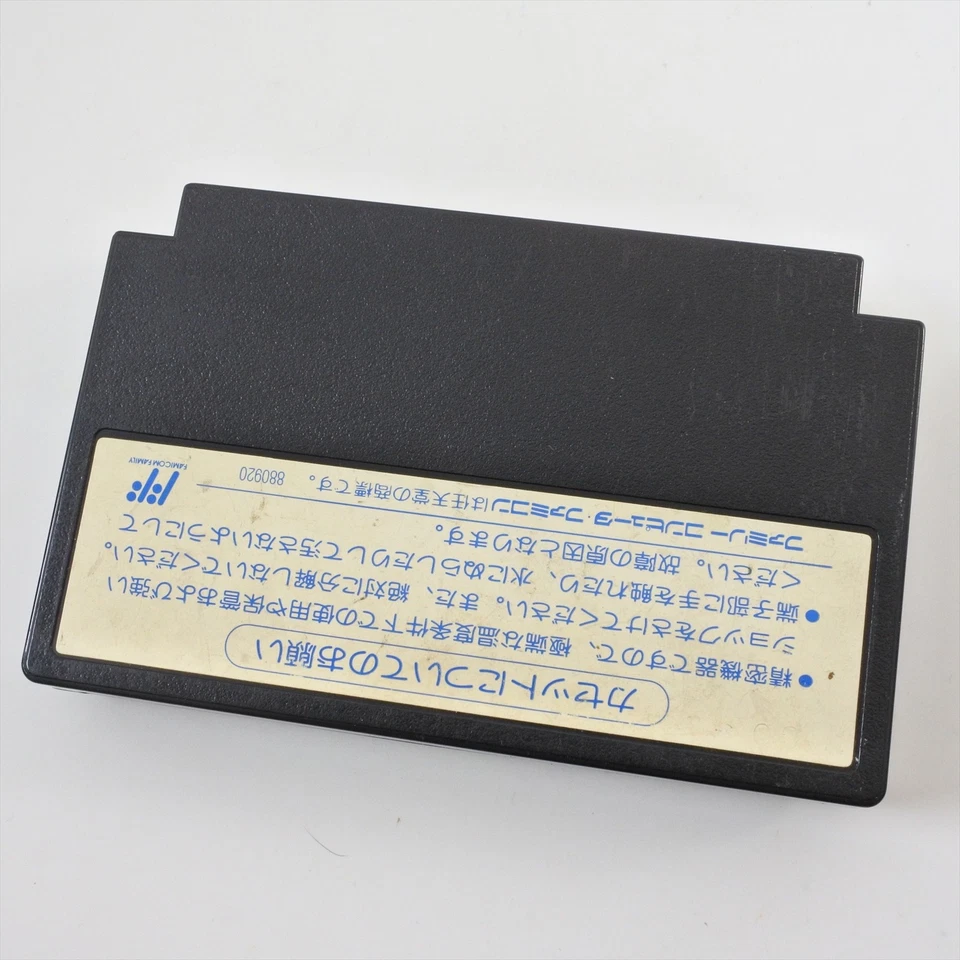 カセットについてのお願い
●精密機器ですので、極端な温度条件下での使用や保管および強い
ショックをさけてください。また、絶対に分解しないでください。
●端子部に手を触れたり、水にぬらしたりして汚さないようにして
ください。故障の原因となります。
ファミリーコンピュータ・ファミコンは任天堂の商標です。 880920
FF
FAMICOM FAMILY